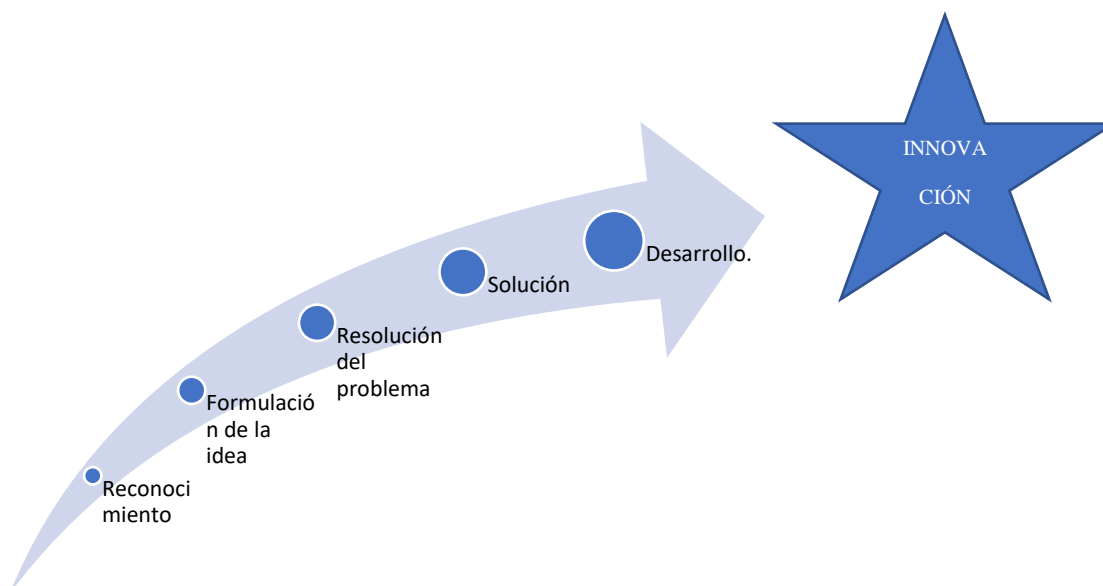 INNOVA
CIÓN
Desarrollo.
Solución
Resolución
del
problema
Formulació
n de la
idea
Reconoci
miento